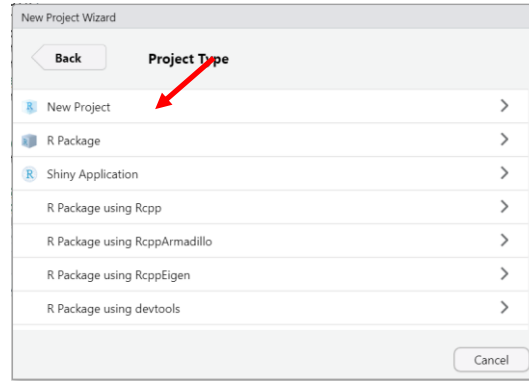 New Project Wizard
Back
Project Type
R New Project
R Package
R Shiny Application
R Package using Rcpp
R Package using RcppArmadillo
R Package using RcppEigen
R Package using devtools
Cancel